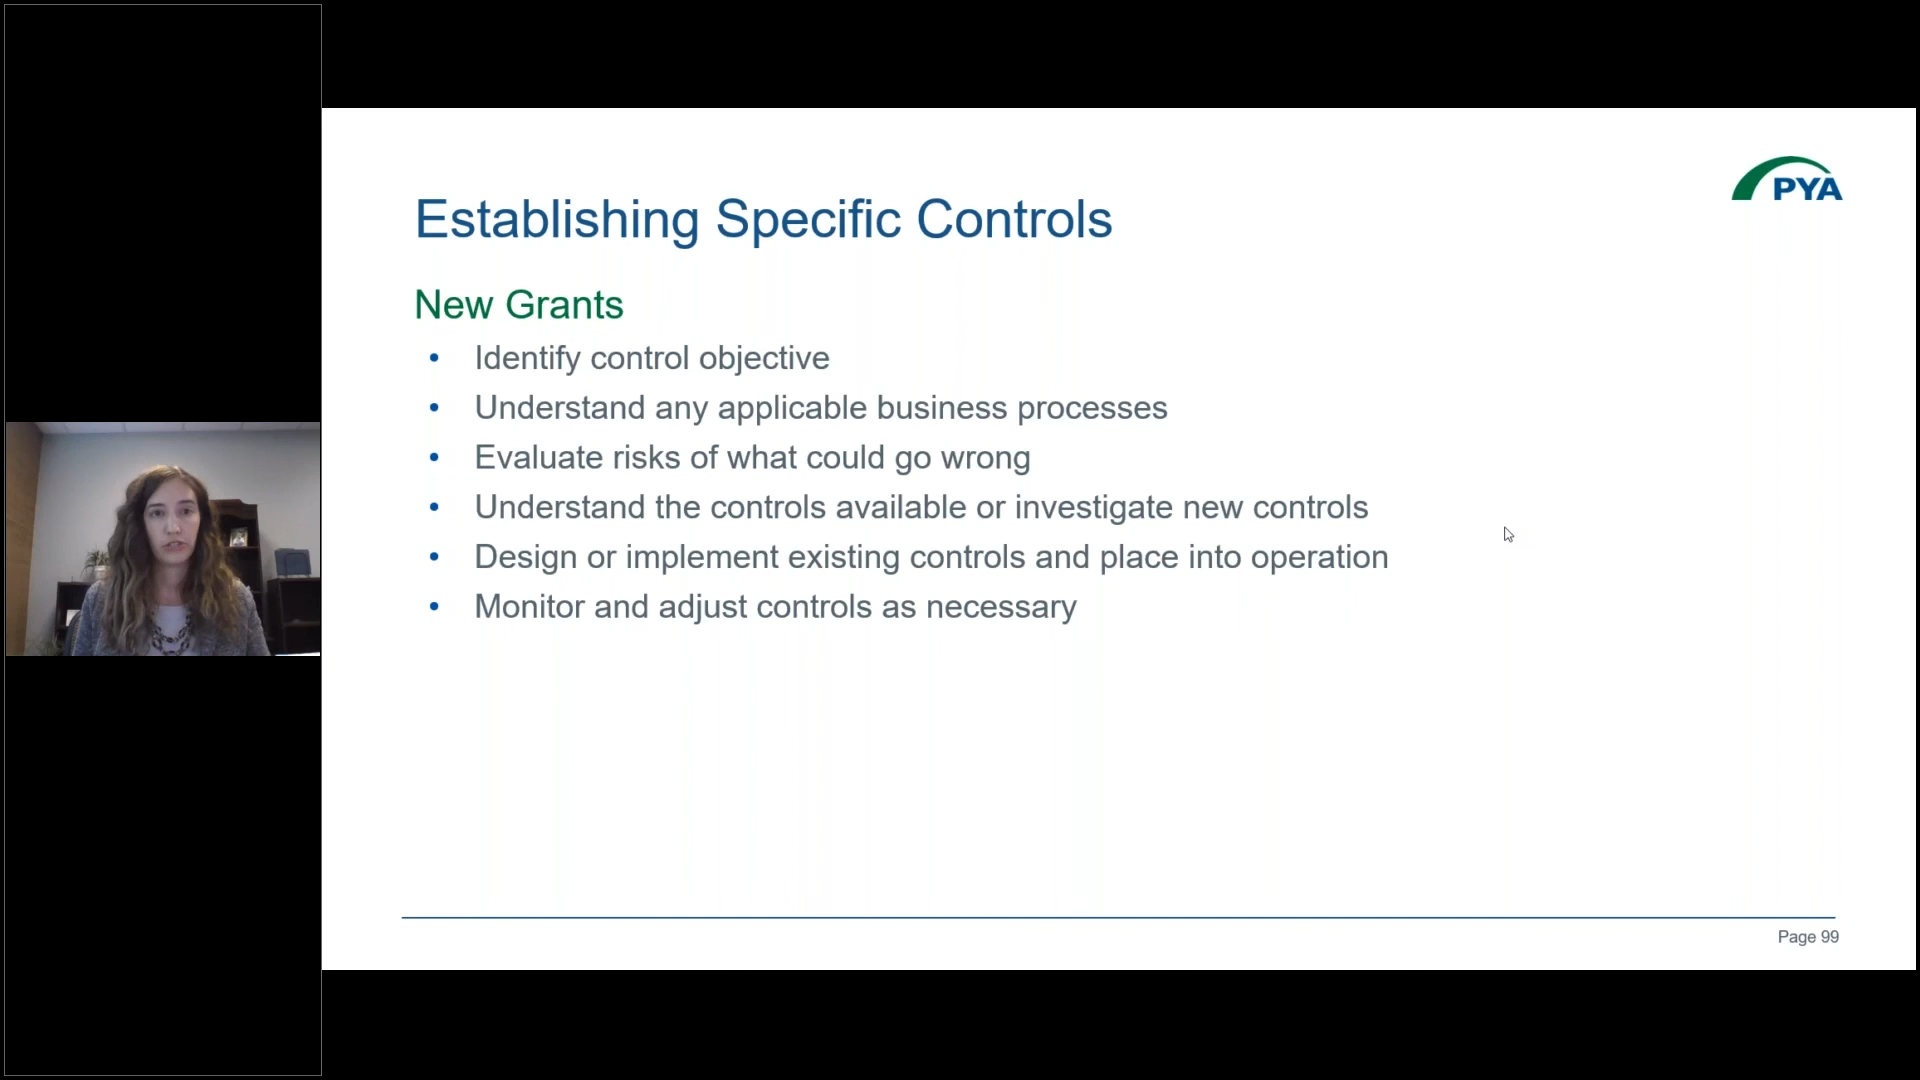 PYA
Establishing Specific Controls
New Grants
• Identify control objective
• Understand any applicable business processes
• Evaluate risks of what could go wrong
• Understand the controls available or investigate new controls
• Design or implement existing controls and place into operation
• Monitor and adjust controls as necessary
Page 99